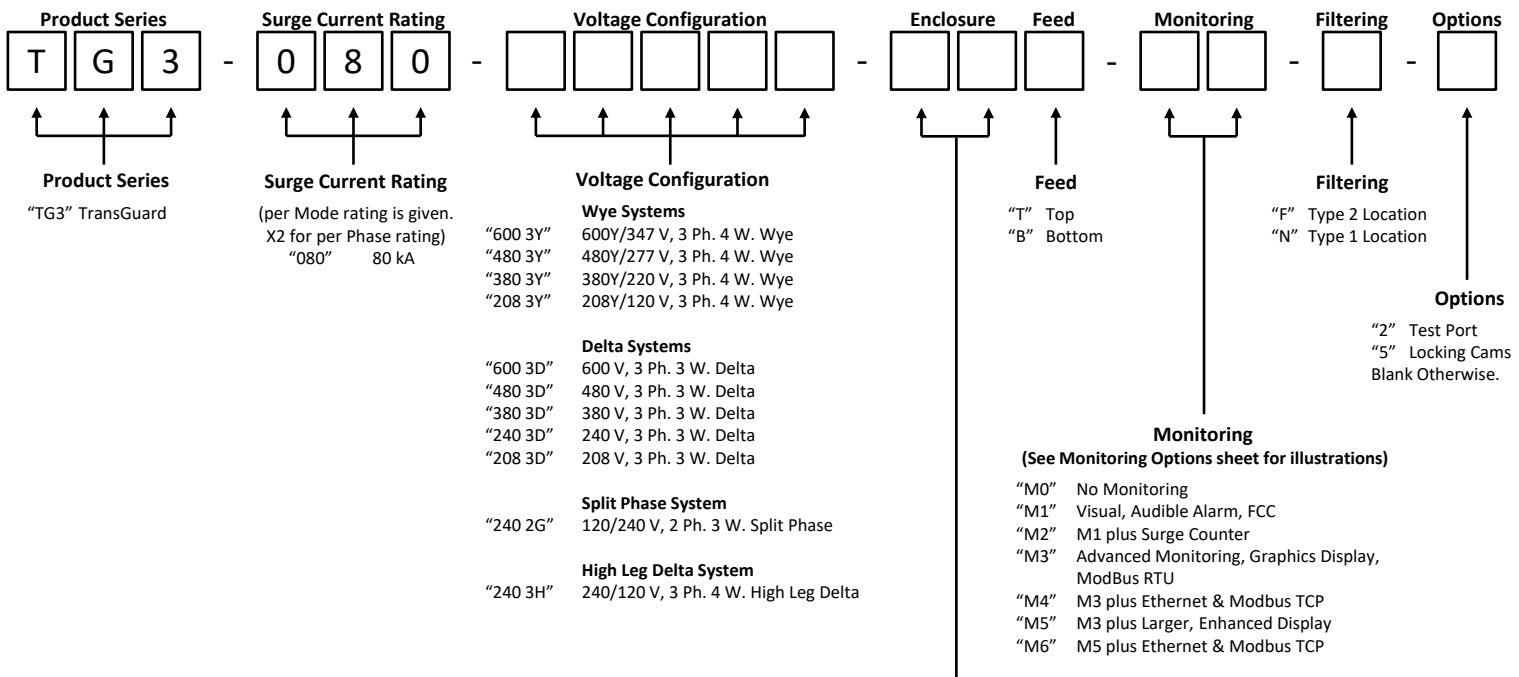 Product Series Surge Current Rating Voltage Configuration Enclosure Feed Monitoring Filtering Options
T G 3 - 0 8 0 - - - - -
Product Series
“TG3” TransGuard
Surge Current Rating
(per Mode rating is given.
X2 for per Phase rating)
“080” 80 kA
Voltage Configuration
Wye Systems
“600 3Y” 600Y/347 V, 3 Ph. 4 W. Wye
“480 3Y” 480Y/277 V, 3 Ph. 4 W. Wye
“380 3Y” 380Y/220 V, 3 Ph. 4 W. Wye
“208 3Y” 208Y/120 V, 3 Ph. 4 W. Wye
Delta Systems
“600 3D” 600 V, 3 Ph. 3 W. Delta
“480 3D” 480 V, 3 Ph. 3 W. Delta
“380 3D” 380 V, 3 Ph. 3 W. Delta
“240 3D” 240 V, 3 Ph. 3 W. Delta
“208 3D” 208 V, 3 Ph. 3 W. Delta
Split Phase System
“240 2G” 120/240 V, 2 Ph. 3 W. Split Phase
High Leg Delta System
“240 3H” 240/120 V, 3 Ph. 4 W. High Leg Delta
Feed
“T” Top
“B” Bottom
Filtering
“F” Type 2 Location
“N” Type 1 Location
Options
“2” Test Port
“5” Locking Cams
Blank Otherwise.
Monitoring
(See Monitoring Options sheet for illustrations)
“M0” No Monitoring
“M1” Visual, Audible Alarm, FCC
“M2” M1 plus Surge Counter
“M3” Advanced Monitoring, Graphics Display,
ModBus RTU
“M4” M3 plus Ethernet & Modbus TCP
“M5” M3 plus Larger, Enhanced Display
“M6” M5 plus Ethernet & Modbus TCP